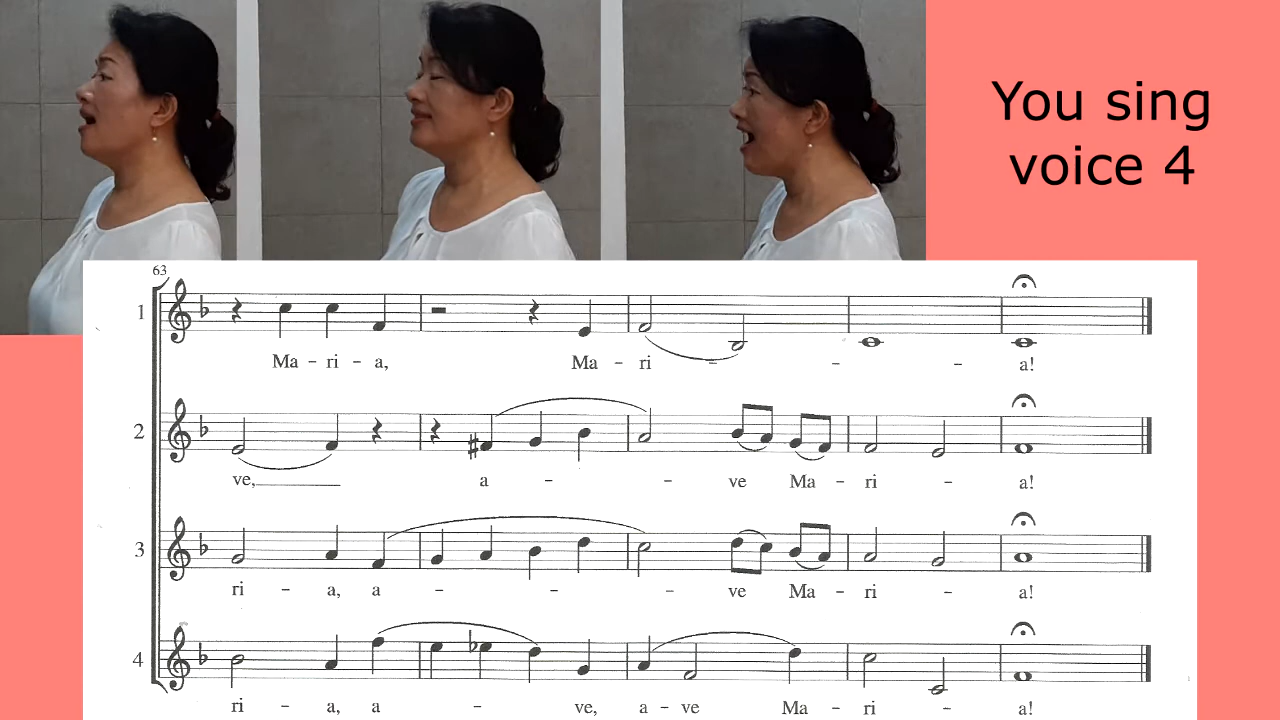 You sing
voice 4
63
1
Ma – ri – a, Ma – ri – – – a!
2
ve, a – – ve Ma – ri – a!
3
ri – a, a – – – ve Ma – ri – a!
4
ri – a, a – ve, a – ve Ma – ri – a!